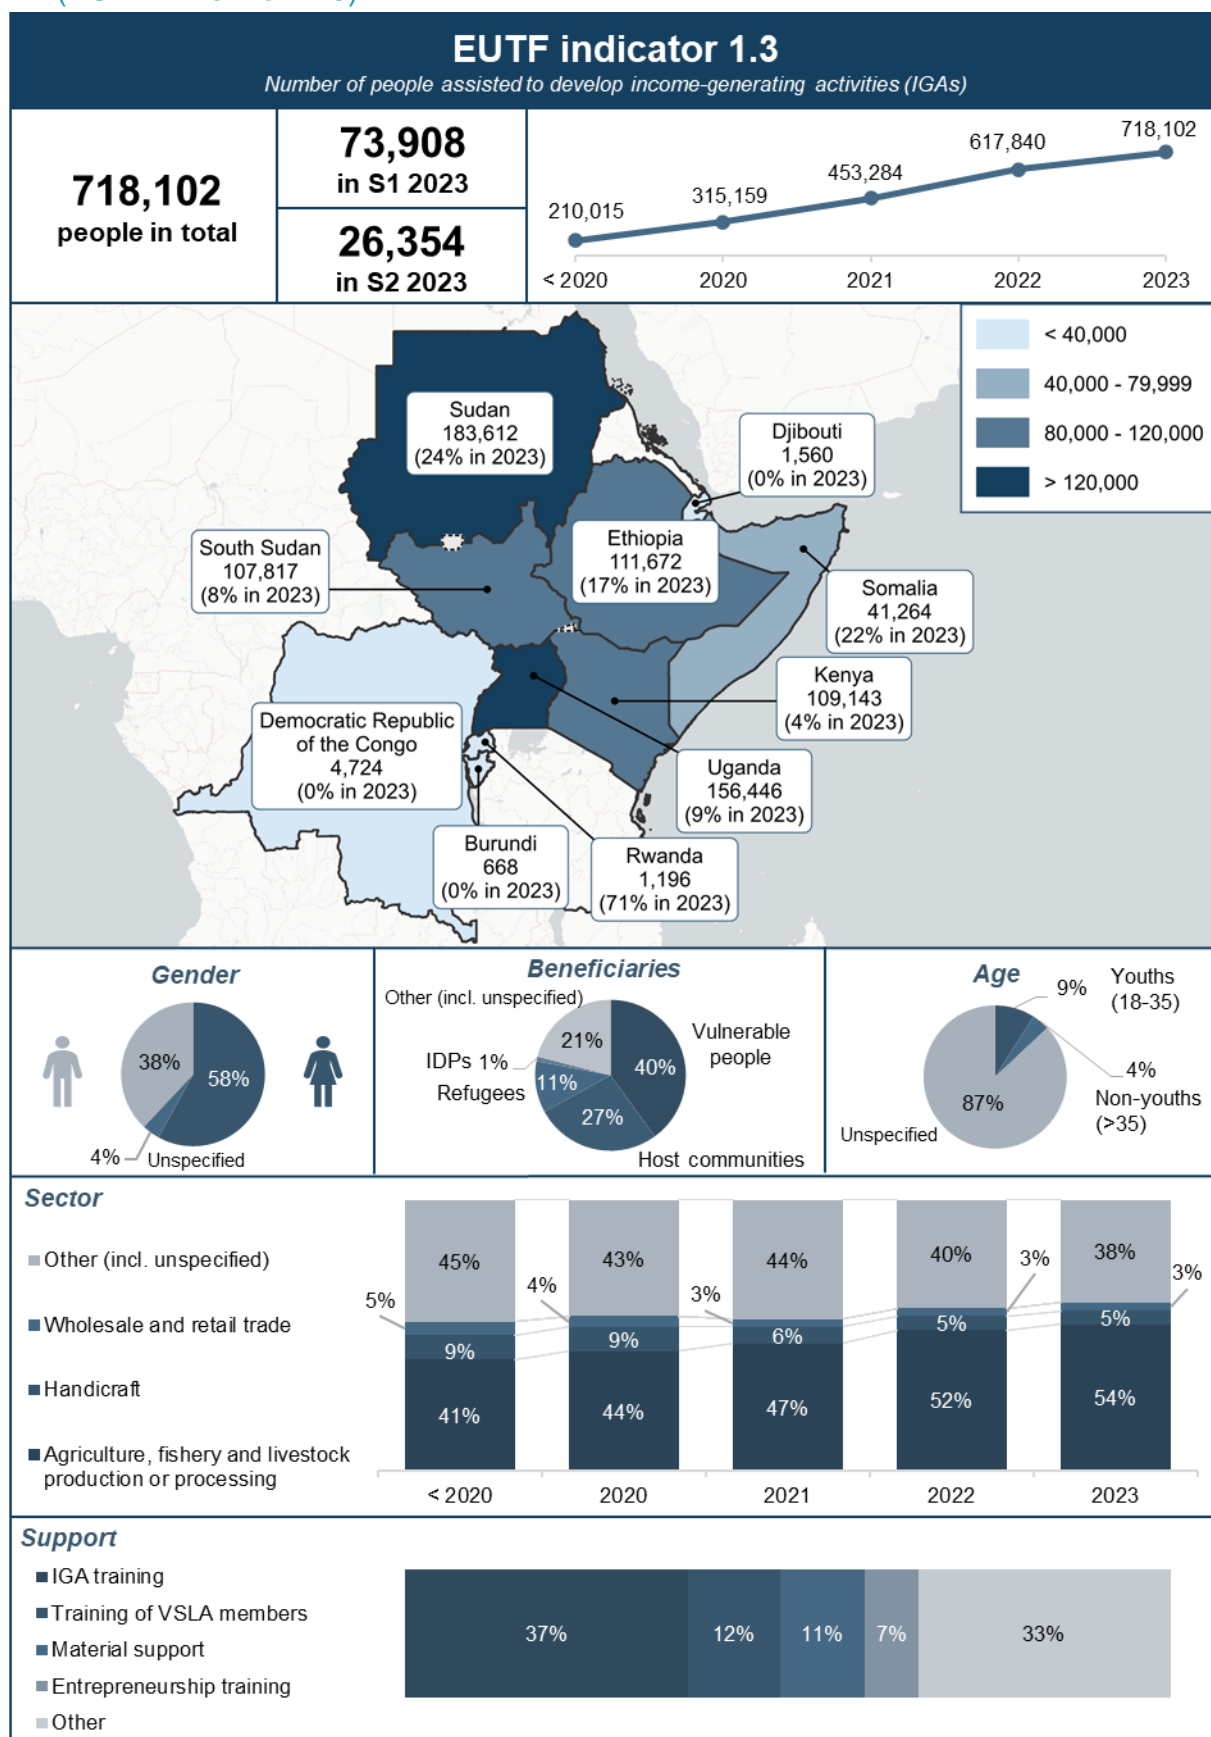 EUTF indicator 1.3
Number of people assisted to develop income-generating activities (IGAs)
718,102
people in total
73,908
in S1 2023
26,354
in S2 2023
210,015
315,159
453,284
617,840
718,102
< 2020
2020
2021
2022
2023
< 40,000
40,000 - 79,999
80,000 - 120,000
> 120,000
Sudan
183,612
(24% in 2023)
Djibouti
1,560
(0% in 2023)
South Sudan
107,817
(8% in 2023)
Ethiopia
111,672
(17% in 2023)
Somalia
41,264
(22% in 2023)
Kenya
109,143
(4% in 2023)
Democratic Republic
of the Congo
4,724
(0% in 2023)
Uganda
156,446
(9% in 2023)
Burundi
668
(0% in 2023)
Rwanda
1,196
(71% in 2023)
Gender
38%
58%
4%
Unspecified
Beneficiaries
Other (incl. unspecified)
21%
Vulnerable
people
40%
IDPs 1%
Refugees
11%
27%
Host communities
Age
9%
Youths
(18-35)
4%
Non-youths
(>35)
87%
Unspecified
Sector
Other (incl. unspecified)
Wholesale and retail trade
Handicraft
Agriculture, fishery and livestock
production or processing
45%
43%
44%
40%
38%
5%
4%
3%
3%
3%
9%
9%
6%
5%
5%
41%
44%
47%
52%
54%
< 2020
2020
2021
2022
2023
Support
IGA training
Training of VSLA members
Material support
Entrepreneurship training
Other
37%
12%
11%
7%
33%